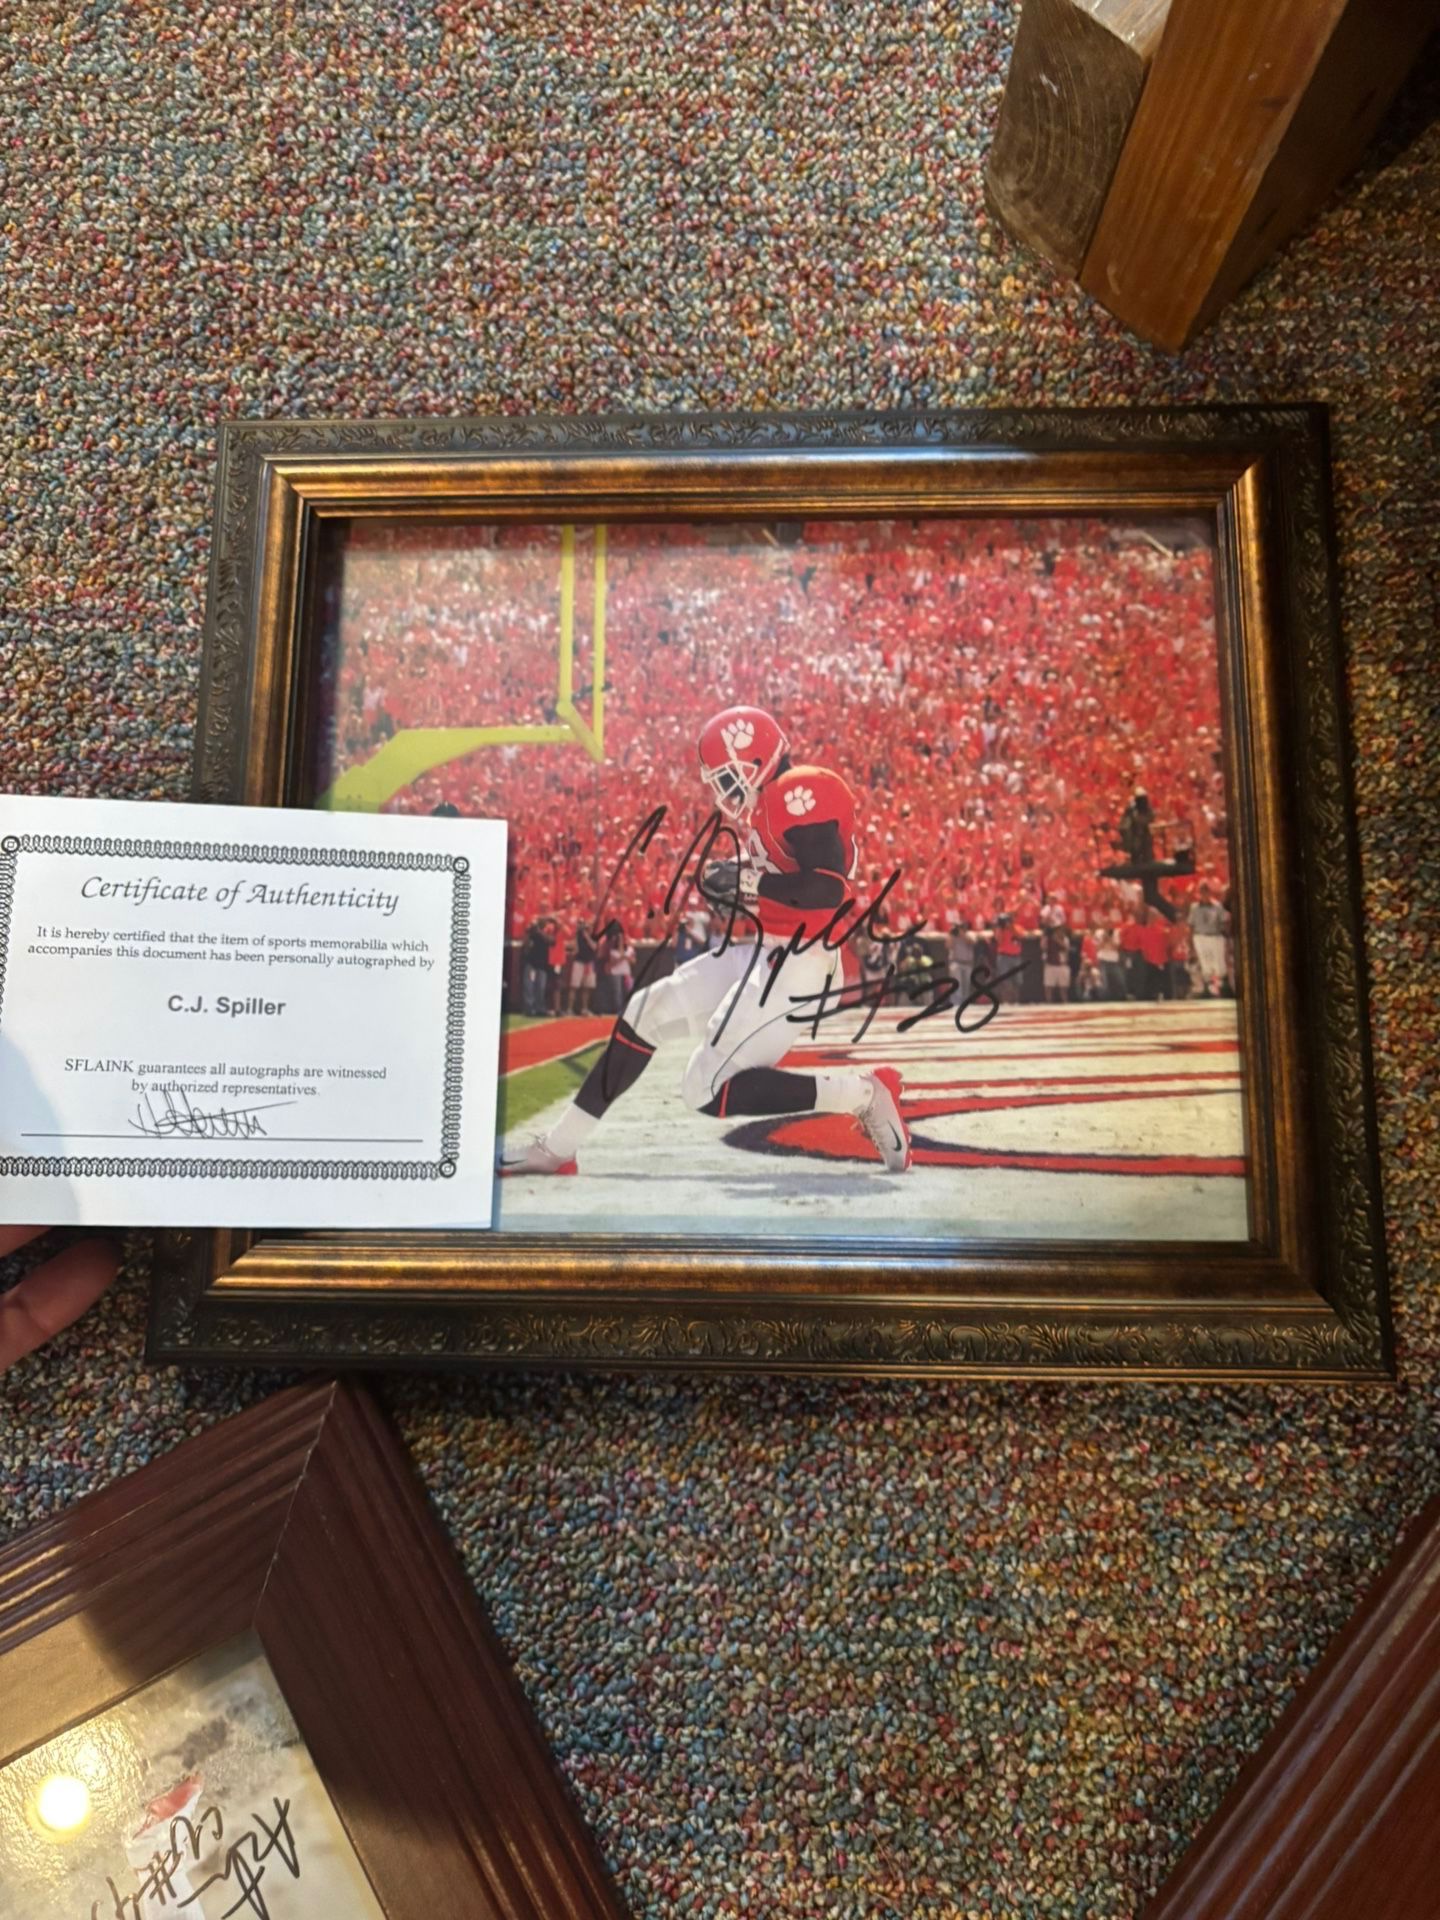 Certificate of Authenticity
It is hereby certified that the item of sports memorabilia which
accompanies this document has been personally autographed by
C.J. Spiller
SFLAINK guarantees all autographs are witnessed
by authorized representatives.
C.J. Spiller
#28